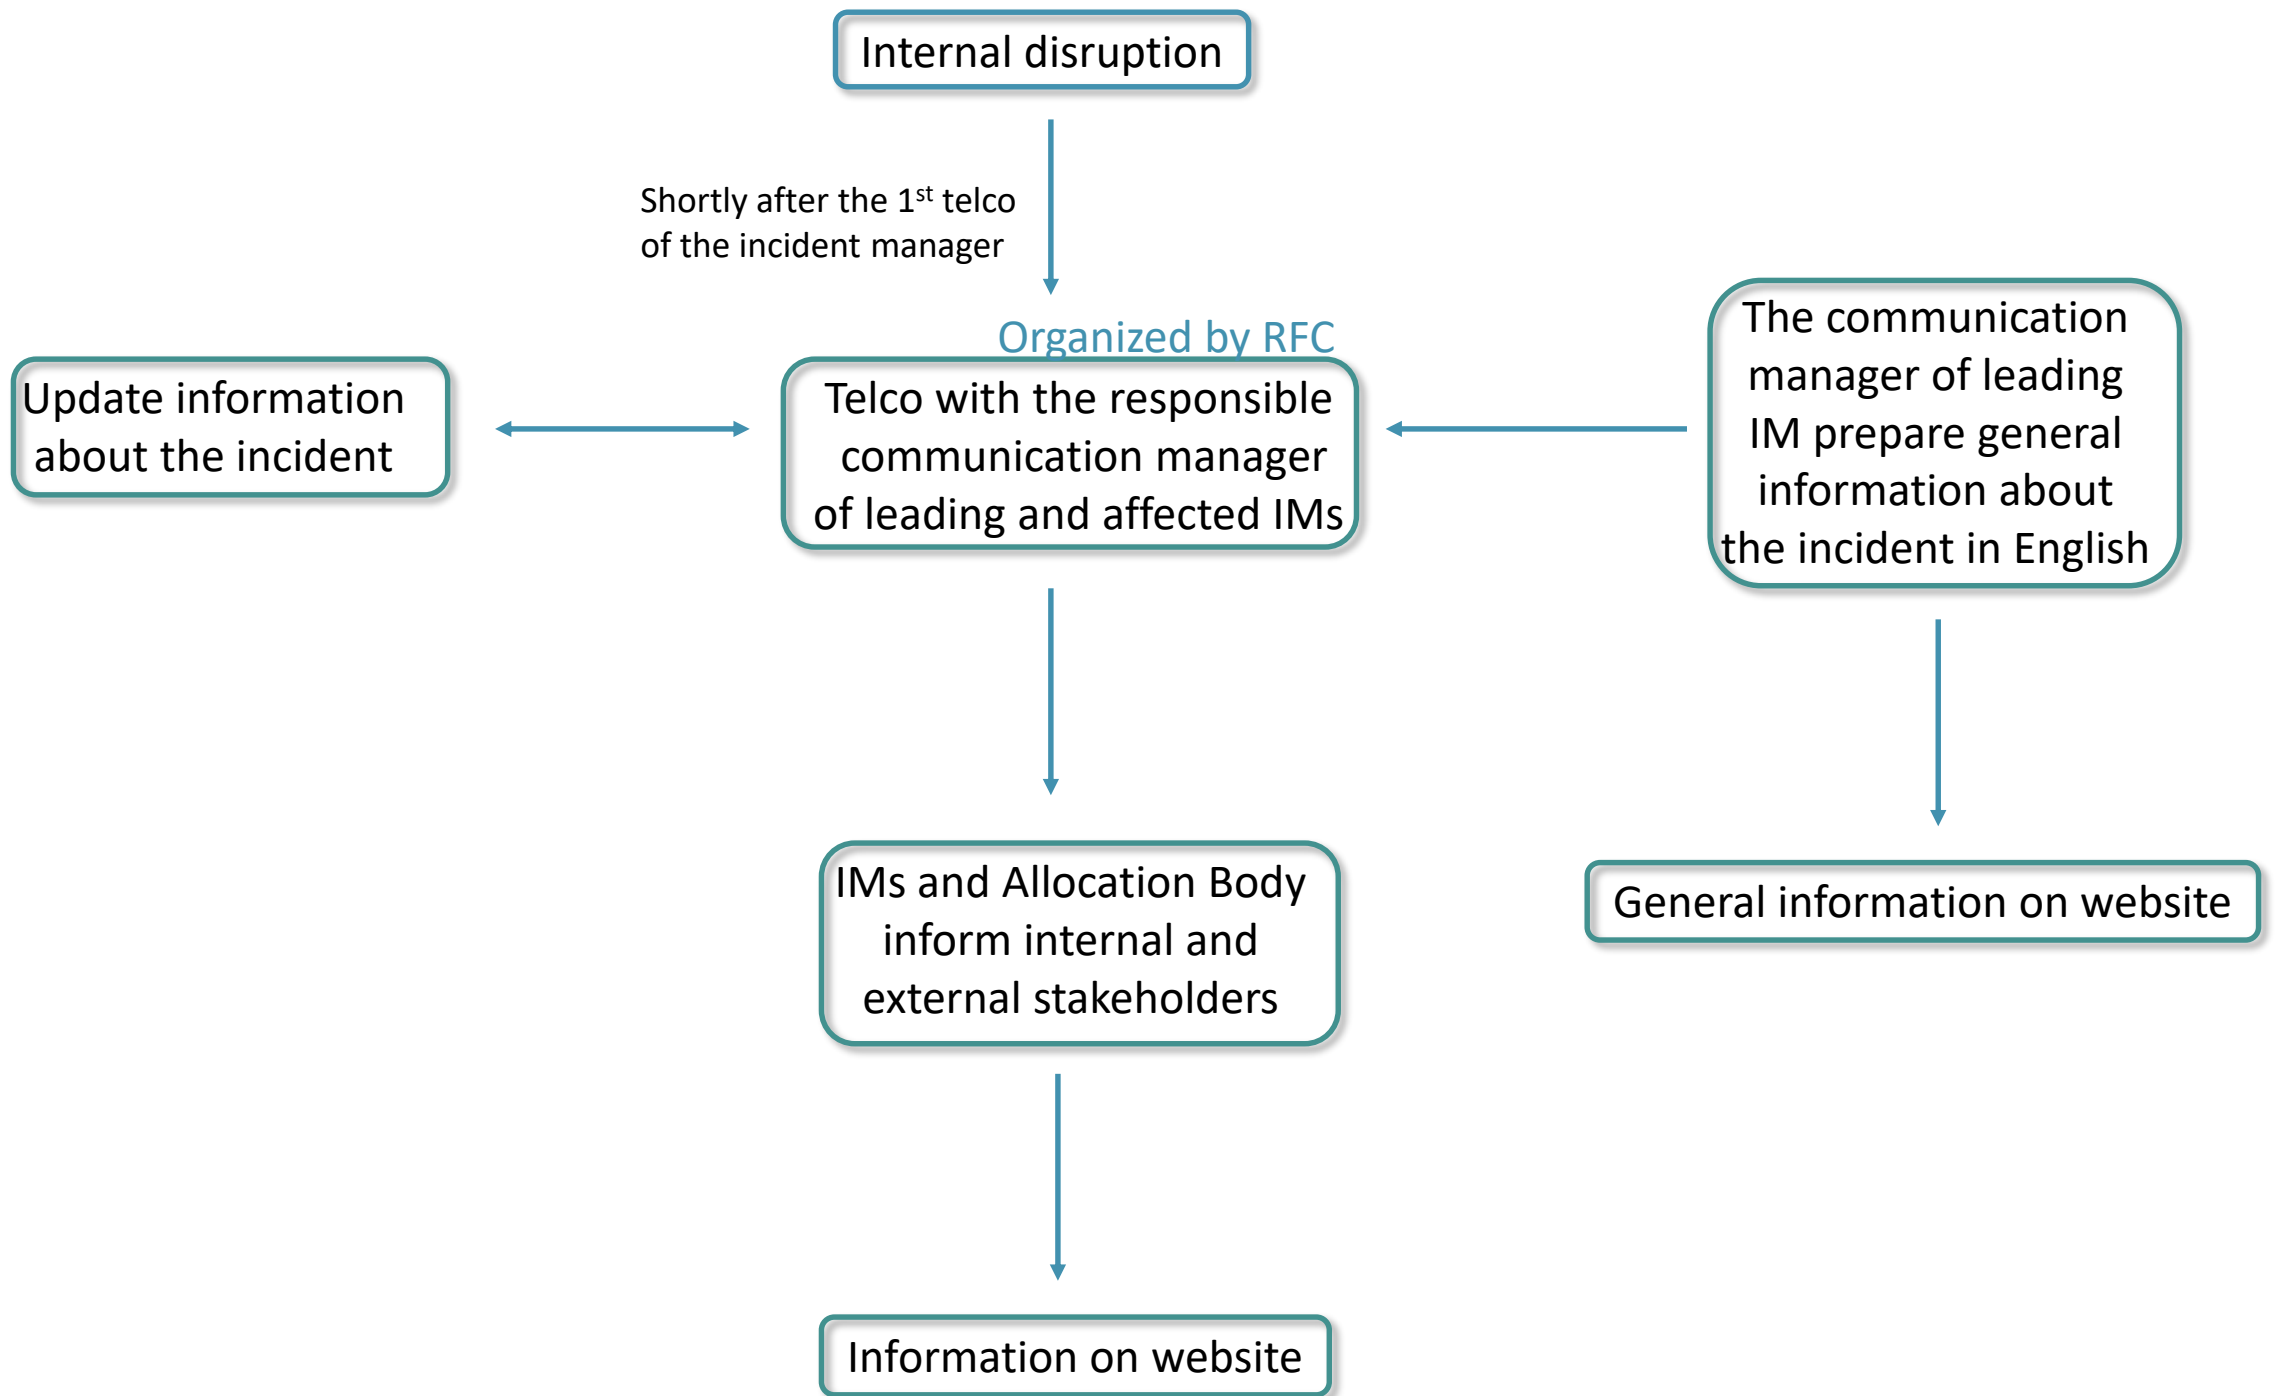 Internal disruption
Shortly after the 1st telco
of the incident manager
Organized by RFC
Update information
about the incident
Telco with the responsible
communication manager
of leading and affected IMs
The communication
manager of leading
IM prepare general
information about
the incident in English
IMs and Allocation Body
inform internal and
external stakeholders
General information on website
Information on website